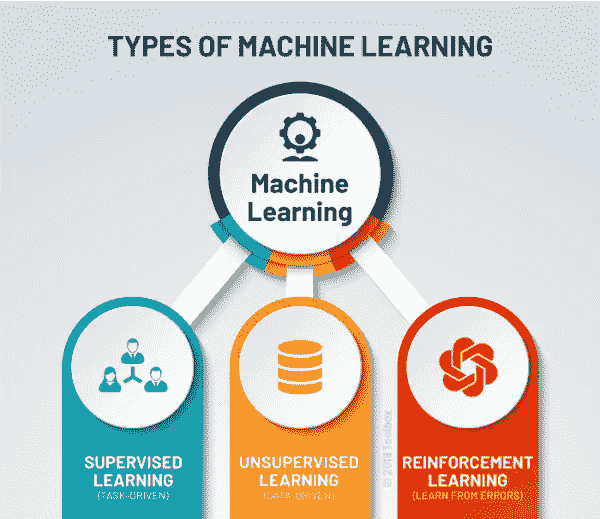 TYPES OF MACHINE LEARNING
Machine
Learning
SUPERVISED
LEARNING
(TASK-DRIVEN)
UNSUPERVISED
LEARNING
(DATA-DRIVEN)
REINFORCEMENT
LEARNING
(LEARN FROM ERRORS)
© 2019 Toolbox